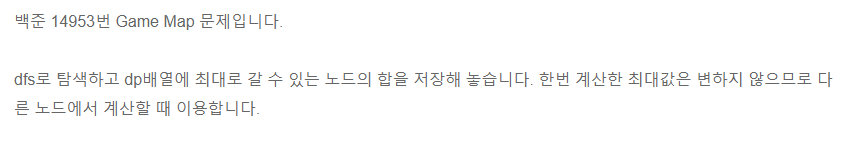 백준 14953번 Game Map 문제입니다.
dfs로 탐색하고 dp배열에 최대로 갈 수 있는 노드의 합을 저장해 놓습니다. 한번 계산한 최대값은 변하지 않으므로 다
른 노드에서 계산할 때 이용합니다.